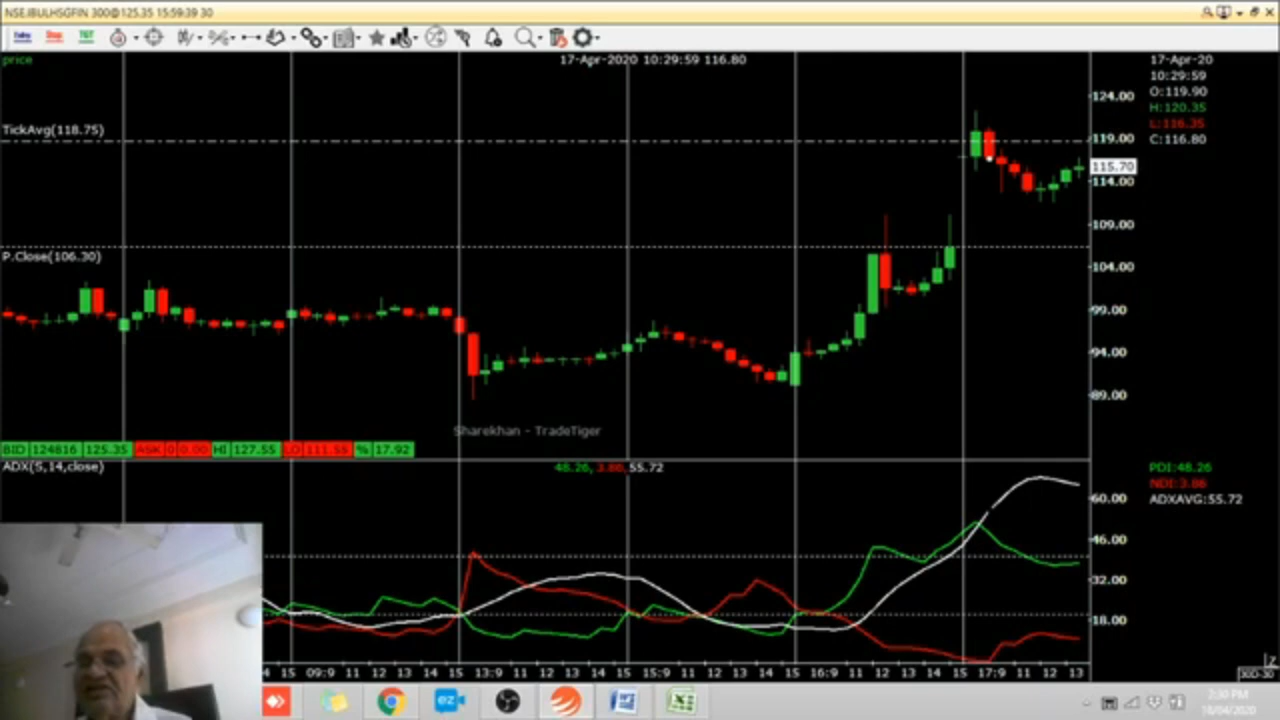 NSE.IBULHSGFIN 300@125.35 15:59:39 30
price
17-Apr-2020 10:29:59 116.80
17-Apr-20
10:29:59
O:119.90
H:120.35
L:116.35
C:116.80
124.00
TickAvg(118.75)
119.00
115.70
114.00
109.00
P.Close(106.30)
104.00
99.00
94.00
89.00
Sharekhan - TradeTiger
BID 124816 125.35 ASK 0 0.00 HI 127.55 LO 111.55 % 17.92
ADX(5,14,close)
48.26, 3.86, 55.72
PDI:48.26
NDI:3.86
ADXAVG:55.72
60.00
46.00
32.00
18.00
15 09:9 11 12 13 14 15 13:9 11 12 13 14 15 15:9 11 12 13 14 15 16:9 11 12 13 14 15 17:9 11 12 13
30D-30
ez
2:30 PM
18/04/2020